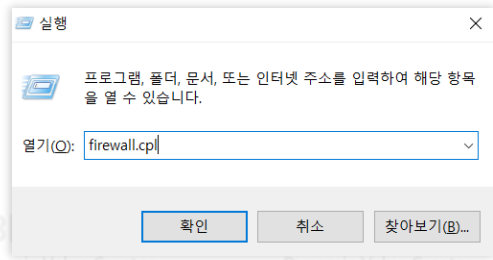 실행
프로그램, 폴더, 문서, 또는 인터넷 주소를 입력하여 해당 항목
을 열 수 있습니다.
열기(O): firewall.cpl
확인 취소 찾아보기(B)...